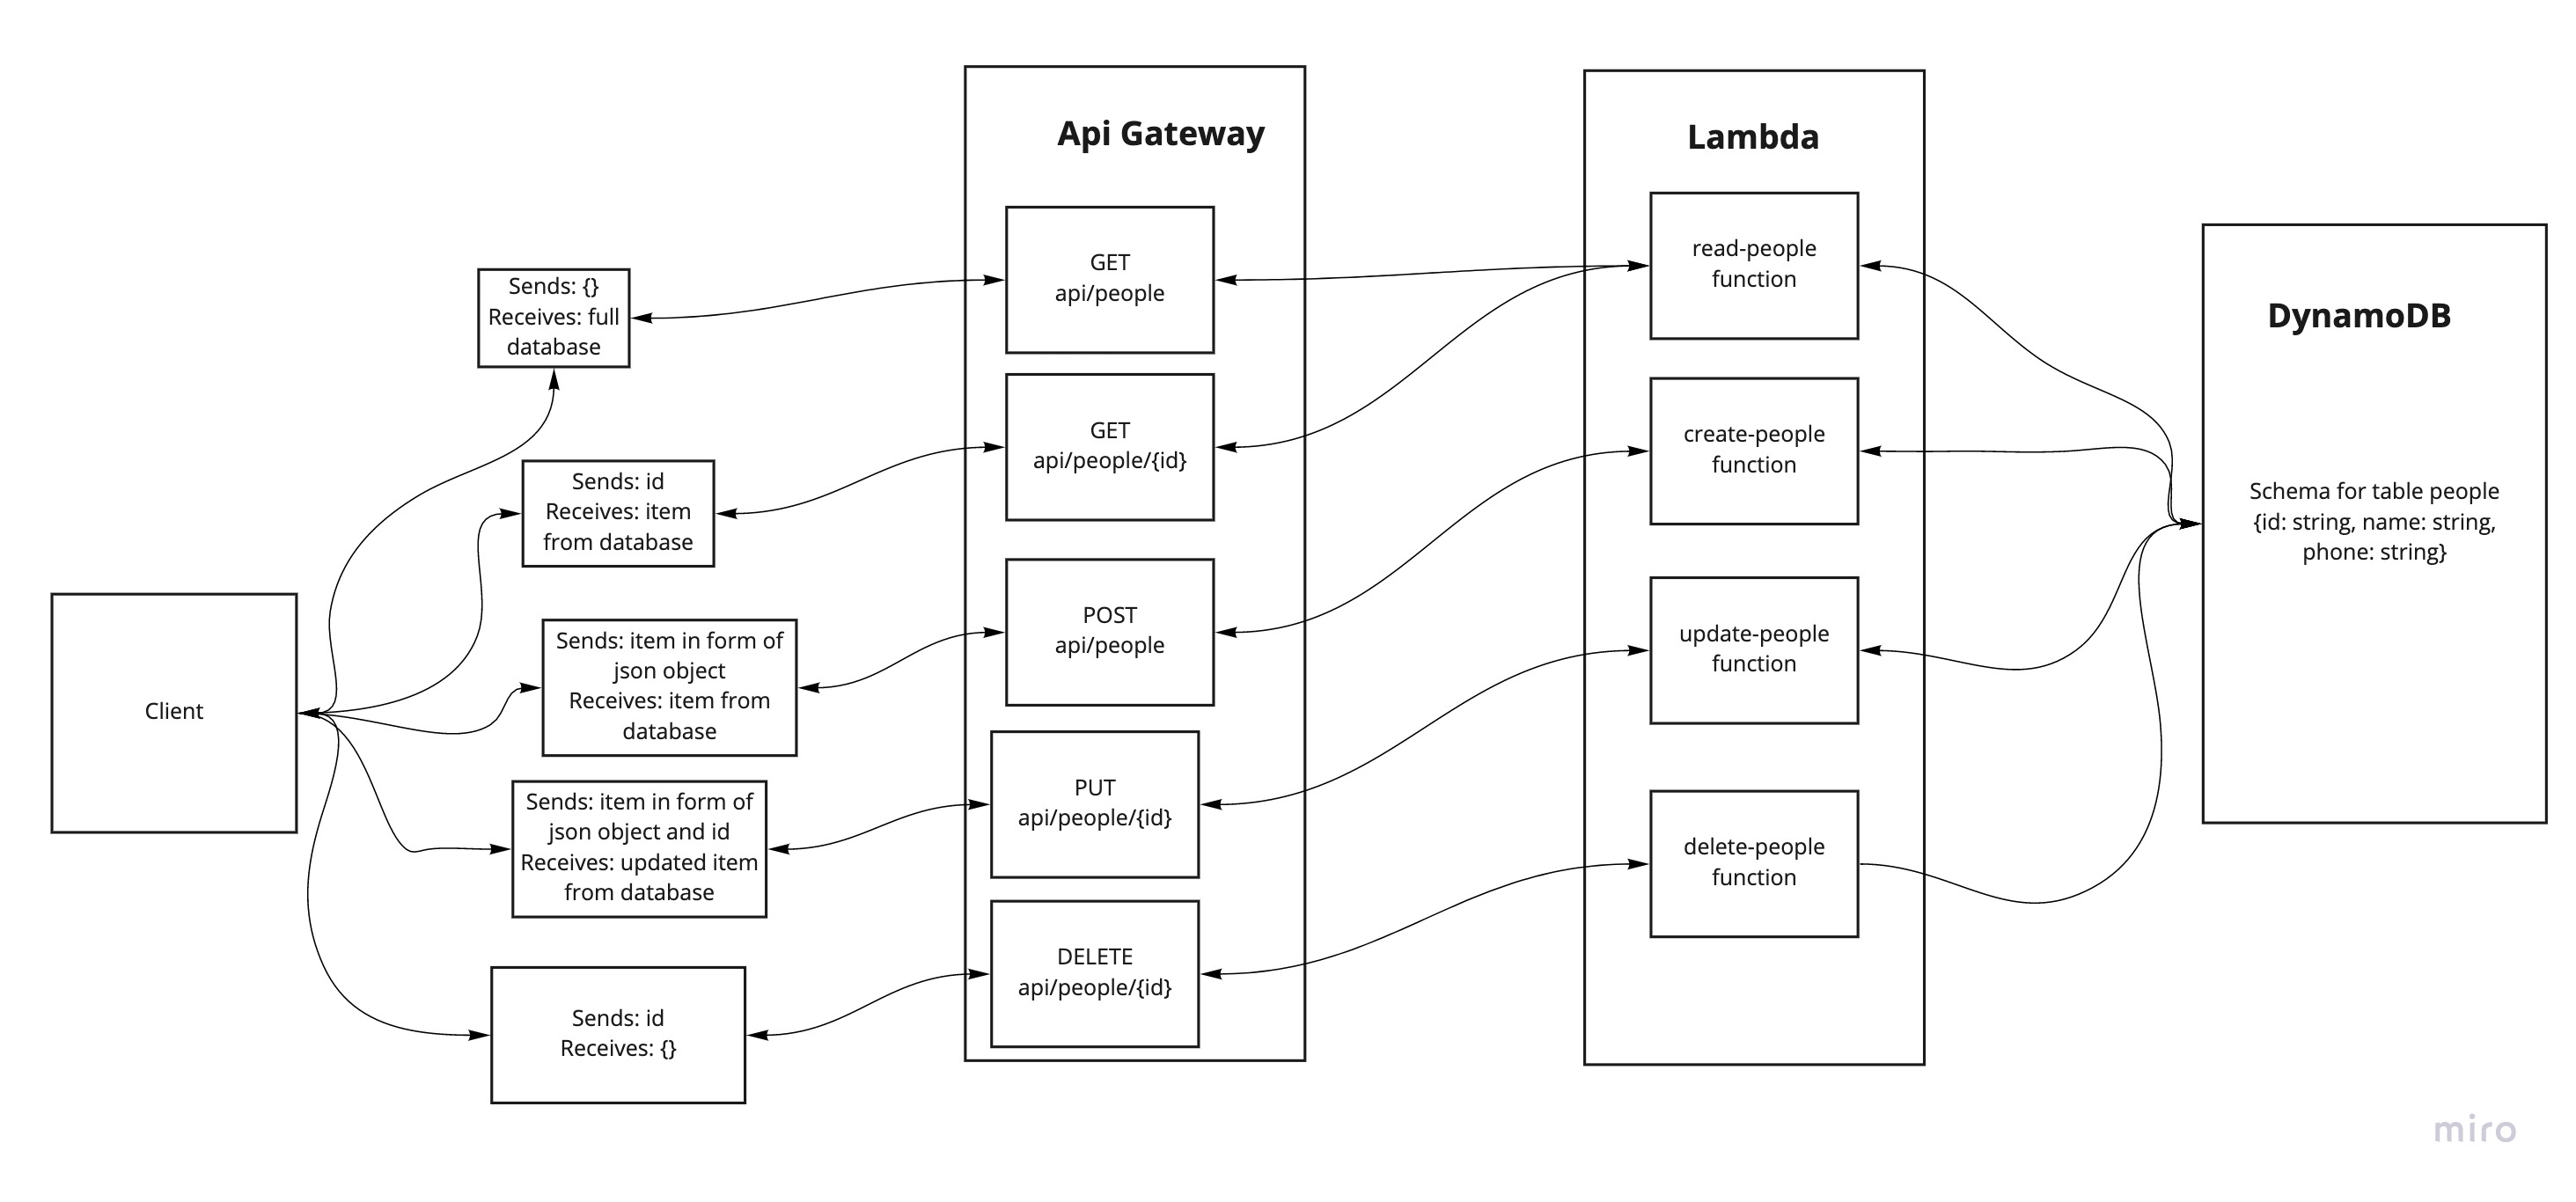 Api Gateway
Lambda
DynamoDB
Client
Sends: {}
Receives: full
database
Sends: id
Receives: item
from database
Sends: item in form of
json object
Receives: item from
database
Sends: item in form of
json object and id
Receives: updated item
from database
Sends: id
Receives: {}
GET
api/people
GET
api/people/{id}
POST
api/people
PUT
api/people/{id}
DELETE
api/people/{id}
read-people
function
create-people
function
update-people
function
delete-people
function
Schema for table people
{id: string, name: string,
phone: string}
miro